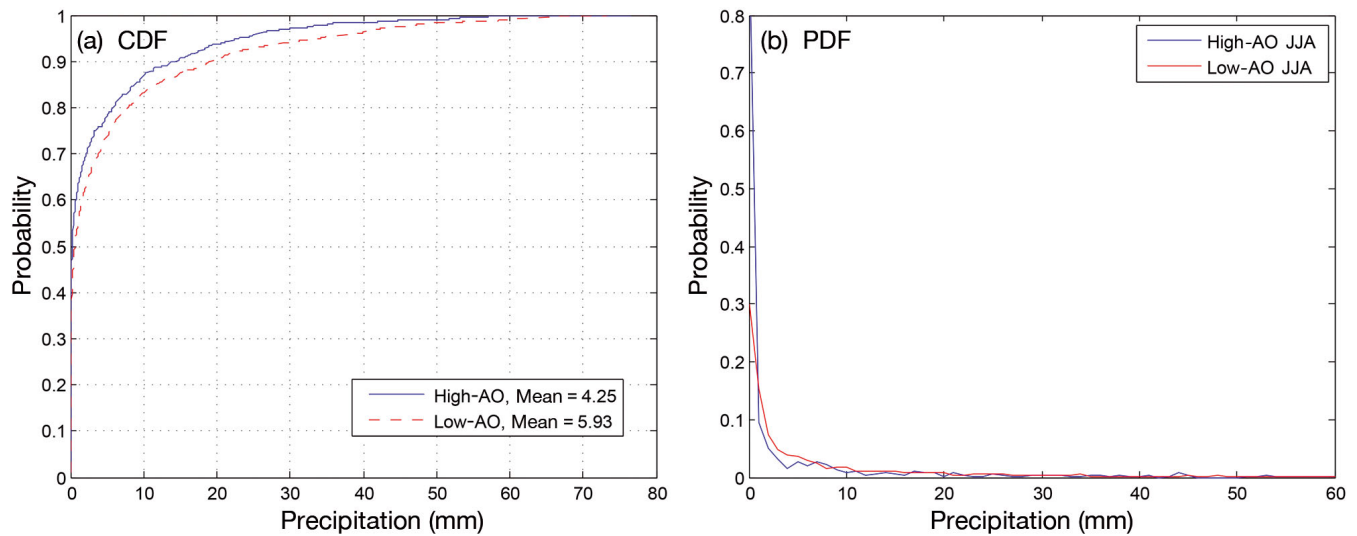 (a) CDF
1
0.9
0.8
0.7
0.6
0.5
0.4
0.3
0.2
0.1
0
Probability
0 10 20 30 40 50 60 70 80
Precipitation (mm)
High-AO, Mean = 4.25
Low-AO, Mean = 5.93
(b) PDF
0.8
0.7
0.6
0.5
0.4
0.3
0.2
0.1
0
Probability
0 10 20 30 40 50 60
Precipitation (mm)
High-AO JJA
Low-AO JJA